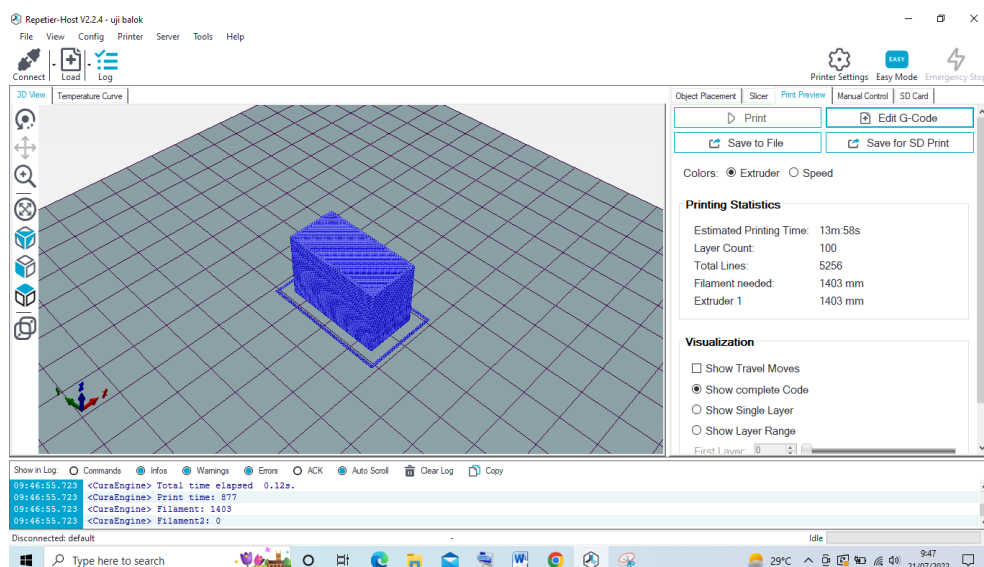 Repetier-Host V2.2.4 - uji balok
File View Config Printer Server Tools Help
Connect Load Log Printer Settings Easy Mode Emergency Stop
EASY
3D View Temperature Curve
Object Placement Slicer Print Preview Manual Control SD Card
Print Edit G-Code
Save to File Save for SD Print
Colors: Extruder Speed
Printing Statistics
Estimated Printing Time: 13m:58s
Layer Count: 100
Total Lines: 5256
Filament needed: 1403 mm
Extruder 1 1403 mm
Visualization
Show Travel Moves
Show complete Code
Show Single Layer
Show Layer Range
First Layer: 0
Show in Log: Commands Infos Warnings Errors ACK Auto Scroll Clear Log Copy
09:46:55.723 <CuraEngine> Total time elapsed 0.12s.
09:46:55.723 <CuraEngine> Print time: 877
09:46:55.723 <CuraEngine> Filament: 1403
09:46:55.723 <CuraEngine> Filament2: 0
Disconnected: default - Idle
Type here to search
29°C 9:47